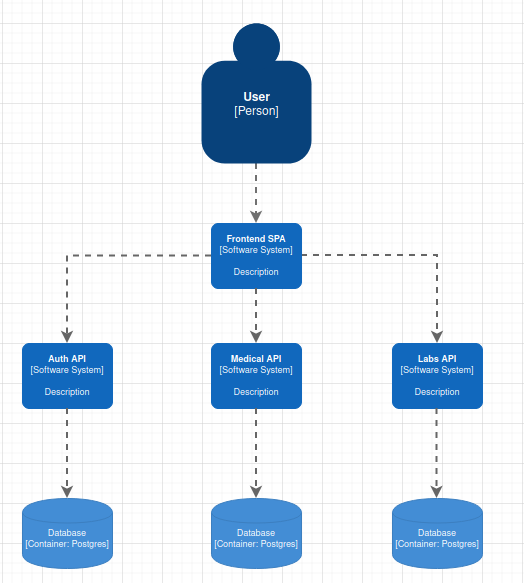 User
[Person]
Frontend SPA
[Software System]
Description
Auth API
[Software System]
Description
Medical API
[Software System]
Description
Labs API
[Software System]
Description
Database
[Container: Postgres]
Database
[Container: Postgres]
Database
[Container: Postgres]